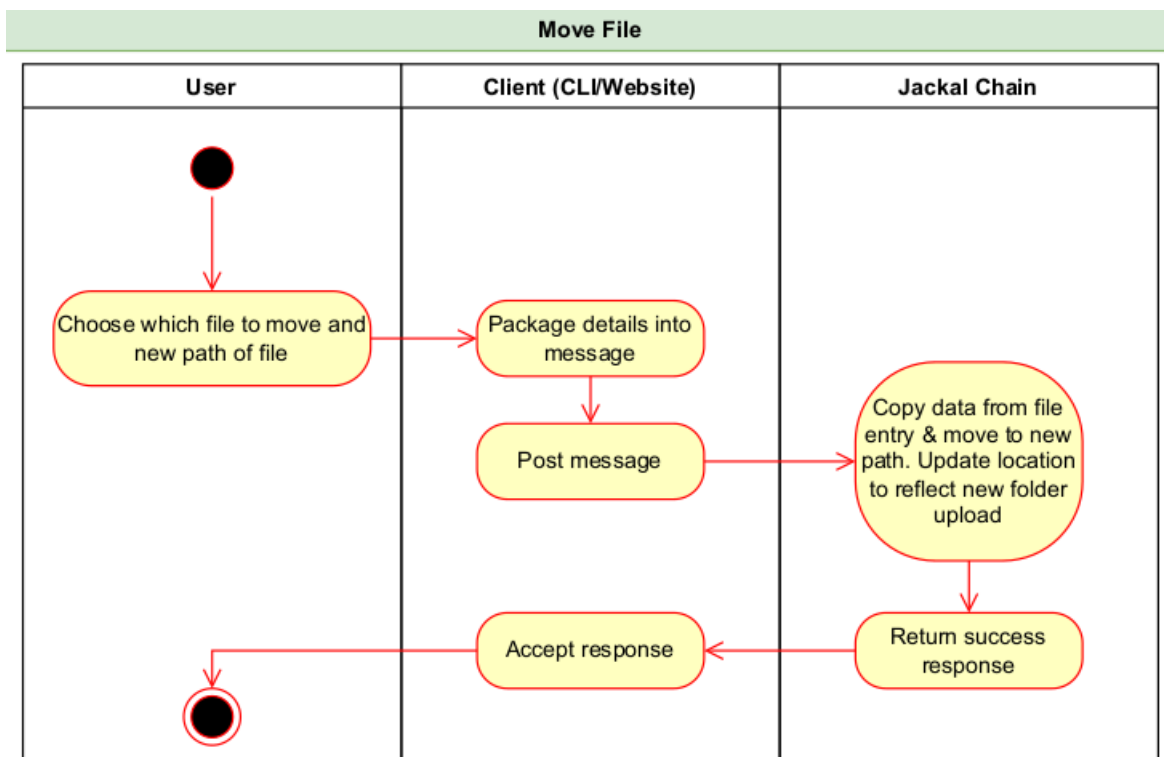 Move File
User
Client (CLI/Website)
Jackal Chain
Choose which file to move and
new path of file
Package details into
message
Post message
Copy data from file
entry & move to new
path. Update location
to reflect new folder
upload
Return success
response
Accept response